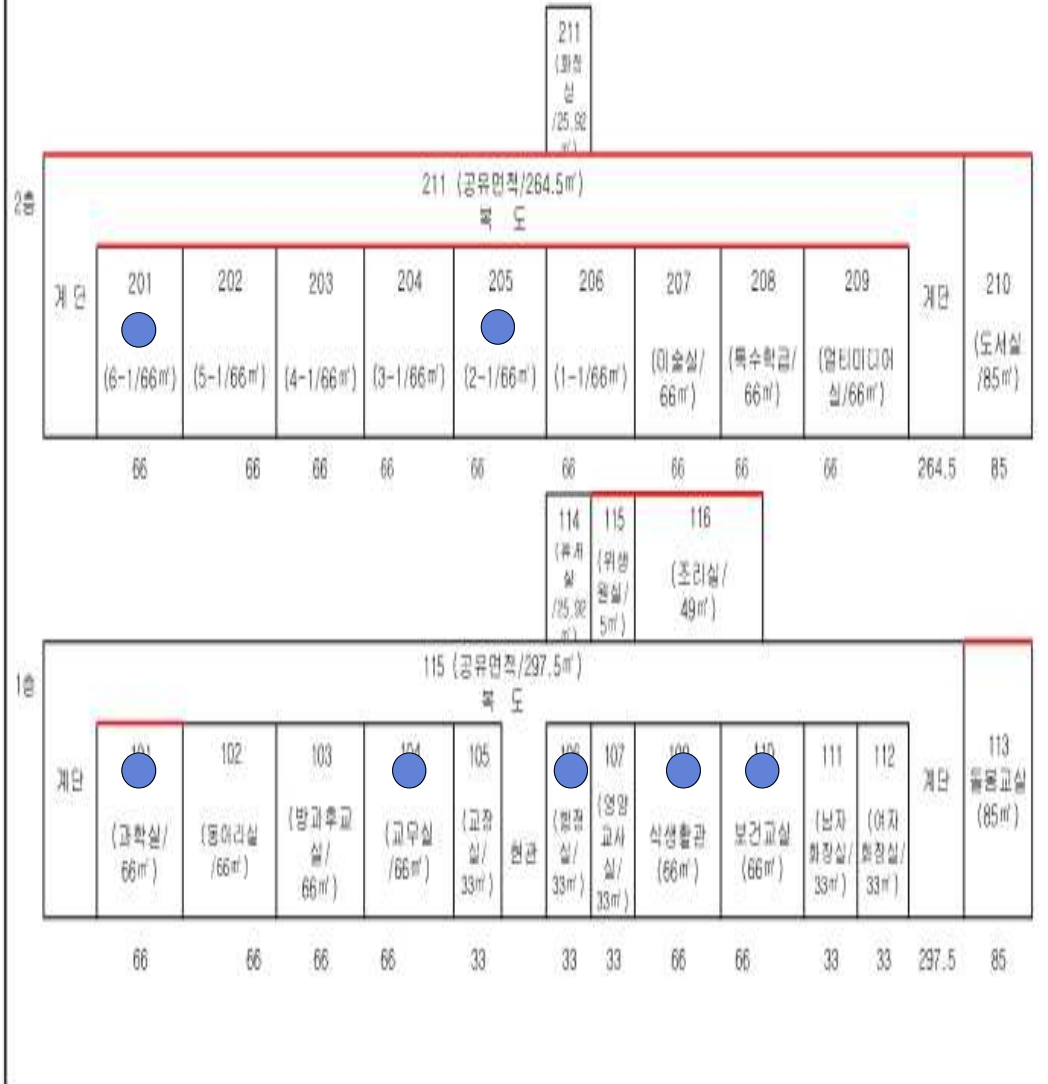 211
(화장
실
/25.92
㎡)
211 (공유면적/264.5㎡)
복 도
2층
계단
201
(6-1/66㎡)
202
(5-1/66㎡)
203
(4-1/66㎡)
204
(3-1/66㎡)
205
(2-1/66㎡)
206
(1-1/66㎡)
207
(미술실/
66㎡)
208
(특수학급/
66㎡)
209
(멀티미디어
실/66㎡)
계단
210
(도서실
/85㎡)
66 66 66 66 66 66 66 66 66 264.5 85
114
실
/25.92
㎡)
115
(위생
원실/
5㎡)
116
(조리실/
49㎡)
115 (공유면적/297.5㎡)
복 도
1층
계단
101
(과학실/
66㎡)
102
(동아리실
/66㎡)
103
(방과후교
실/
66㎡)
104
(교무실
/66㎡)
105
(교장
실/
33㎡)
현관
106
(행정
실/
33㎡)
107
(영양
교사
실/
33㎡)
109
식생활관
(66㎡)
110
보건교실
(66㎡)
111
(남자
화장실/
33㎡)
112
(여자
화장실/
33㎡)
계단
113
돌봄교실
(85㎡)
66 66 66 66 33 33 33 66 66 33 33 297.5 85